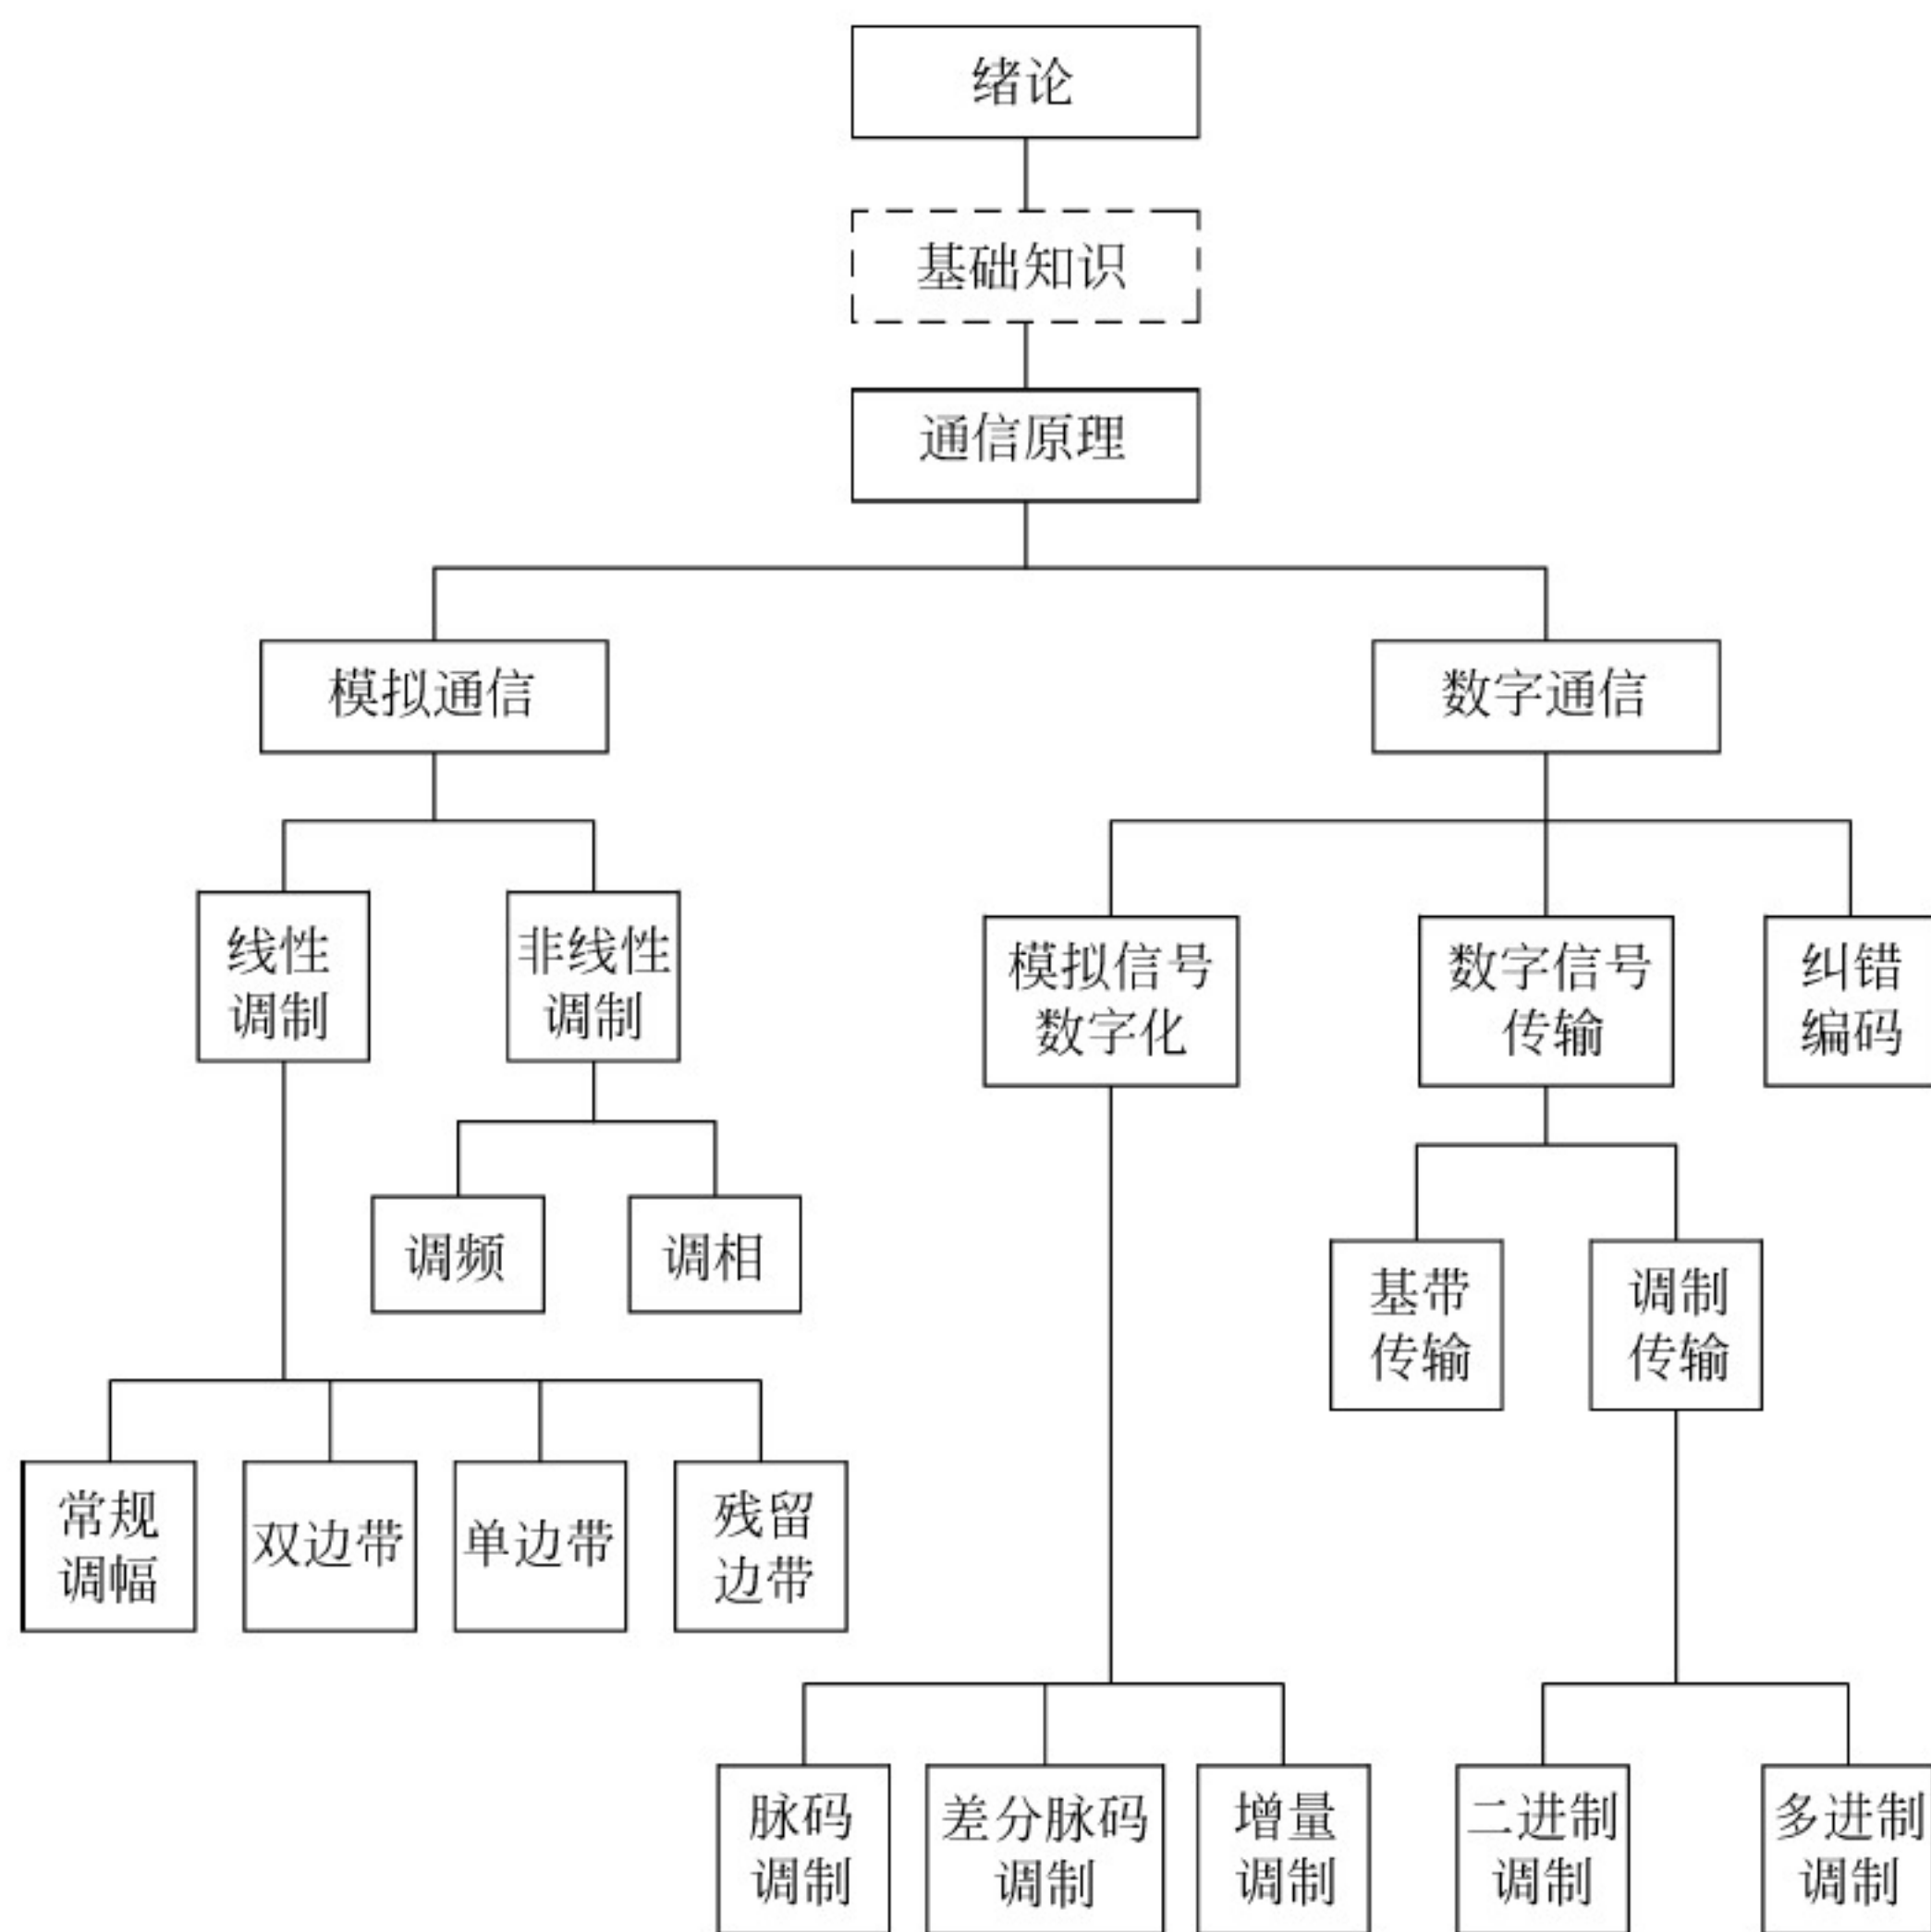 绪论
基础知识
通信原理
模拟通信
数字通信
线性
调制
非线性
调制
模拟信号
数字化
数字信号
传输
纠错
编码
调频
调相
基带
传输
调制
传输
常规
调幅
双边带
单边带
残留
边带
脉码
调制
差分脉码
调制
增量
调制
二进制
调制
多进制
调制